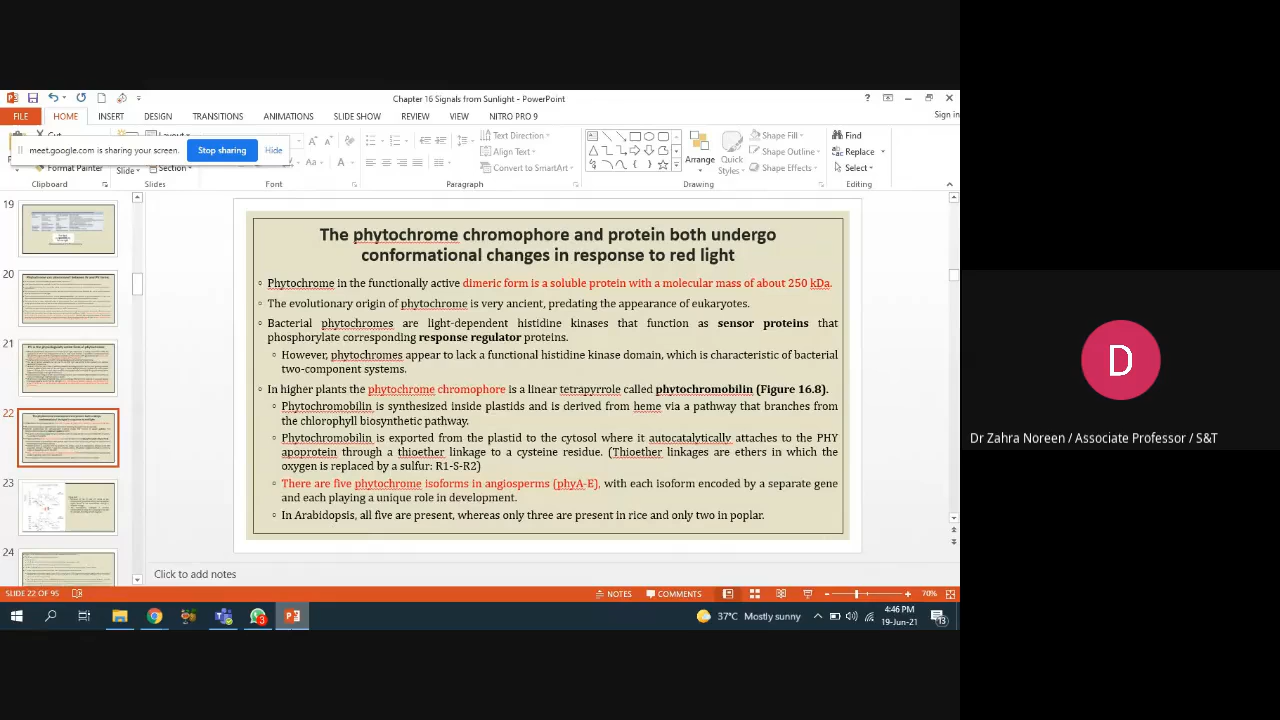 Chapter 16 Signals from Sunlight - PowerPoint
?
Sign in
FILE HOME INSERT DESIGN TRANSITIONS ANIMATIONS SLIDE SHOW REVIEW VIEW NITRO PRO 9
meet.google.com is sharing your screen. Stop sharing Hide
Format Painter
Slide
Section
Text Direction
Align Text
Convert to SmartArt
Arrange
Quick
Styles
Shape Fill
Shape Outline
Shape Effects
Find
Replace
Select
Clipboard Slides Font Paragraph Drawing Editing
19
20
21
22
23
24
The phytochrome chromophore and protein both undergo
conformational changes in response to red light
Phytochrome in the functionally active dimeric form is a soluble protein with a molecular mass of about 250 kDa.
The evolutionary origin of phytochrome is very ancient, predating the appearance of eukaryotes.
Bacterial phytochromes are light-dependent histidine kinases that function as sensor proteins that
phosphorylate corresponding response regulator proteins.
However, phytochromes appear to lack a functional histidine kinase domain, which is characteristic of bacterial
two-component systems.
In higher plants the phytochrome chromophore is a linear tetrapyrrole called phytochromobilin (Figure 16.8).
Phytochromobilin is synthesized inside plastids and is derived from heme via a pathway that branches from
the chlorophyll biosynthetic pathway.
Phytochromobilin is exported from the plastid to the cytosol where it autocatalytically attaches to the PHY
apoprotein through a thioether linkage to a cysteine residue. (Thioether linkages are ethers in which the
oxygen is replaced by a sulfur: R1-S-R2)
There are five phytochrome isoforms in angiosperms (phyA-E), with each isoform encoded by a separate gene
and each playing a unique role in development.
In Arabidopsis, all five are present, whereas only three are present in rice and only two in poplar.
Click to add notes
SLIDE 22 OF 95
NOTES COMMENTS 70%
37°C Mostly sunny
4:46 PM
19-Jun-21
3
13
D
Dr Zahra Noreen / Associate Professor / S&T